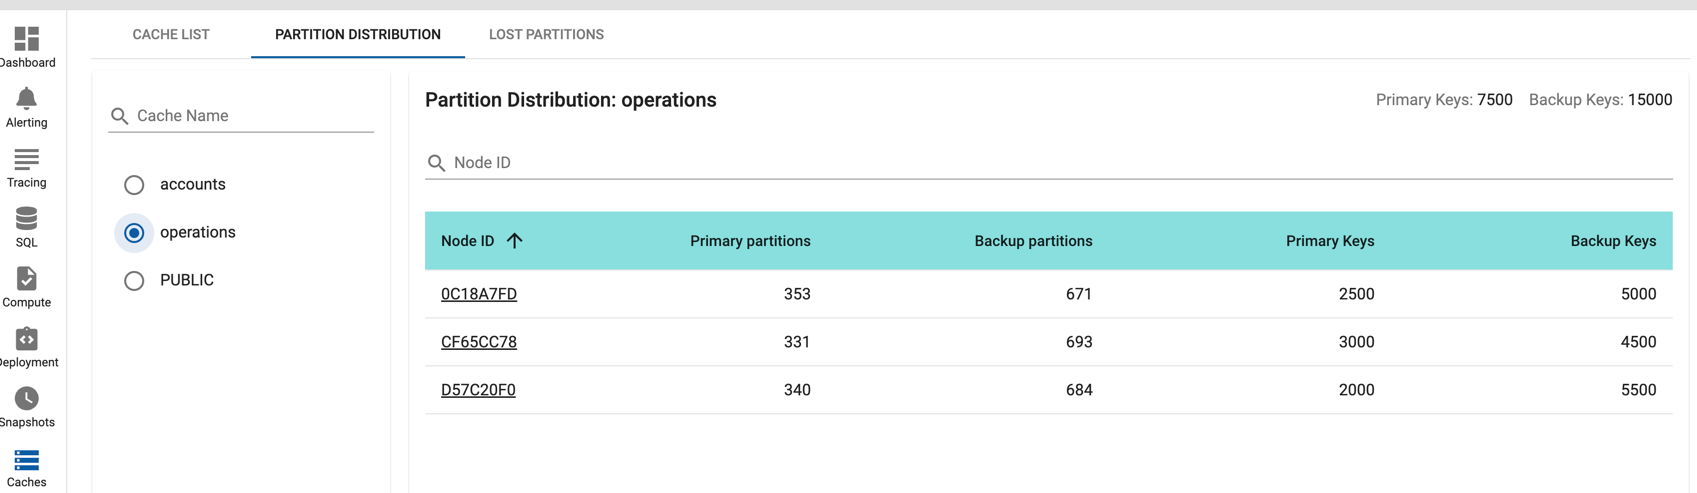 CACHE LIST PARTITION DISTRIBUTION LOST PARTITIONS
Dashboard
Alerting
Tracing
SQL
Compute
Deployment
Snapshots
Caches
Cache Name
accounts
operations
PUBLIC
Partition Distribution: operations
Primary Keys: 7500 Backup Keys: 15000
Node ID
Node ID Primary partitions Backup partitions Primary Keys Backup Keys
0C18A7FD 353 671 2500 5000
CF65CC78 331 693 3000 4500
D57C20F0 340 684 2000 5500